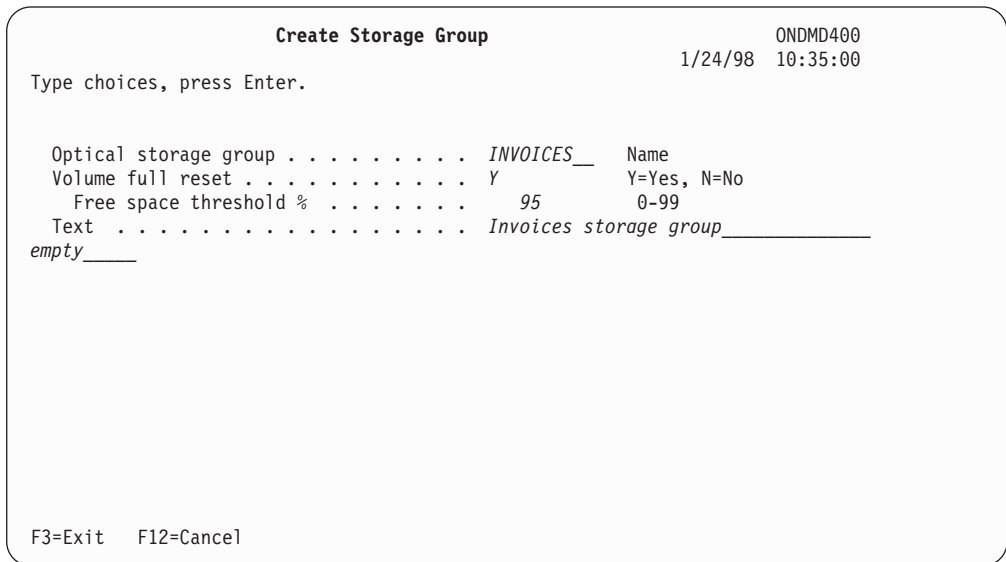 Create Storage Group ONDMD400
1/24/98 10:35:00
Type choices, press Enter.
Optical storage group . . . . . . . . . INVOICES__ Name
Volume full reset . . . . . . . . . . . Y Y=Yes, N=No
Free space threshold % . . . . . . . 95 0-99
Text . . . . . . . . . . . . . . . . . Invoices storage group______________
empty_____
F3=Exit F12=Cancel